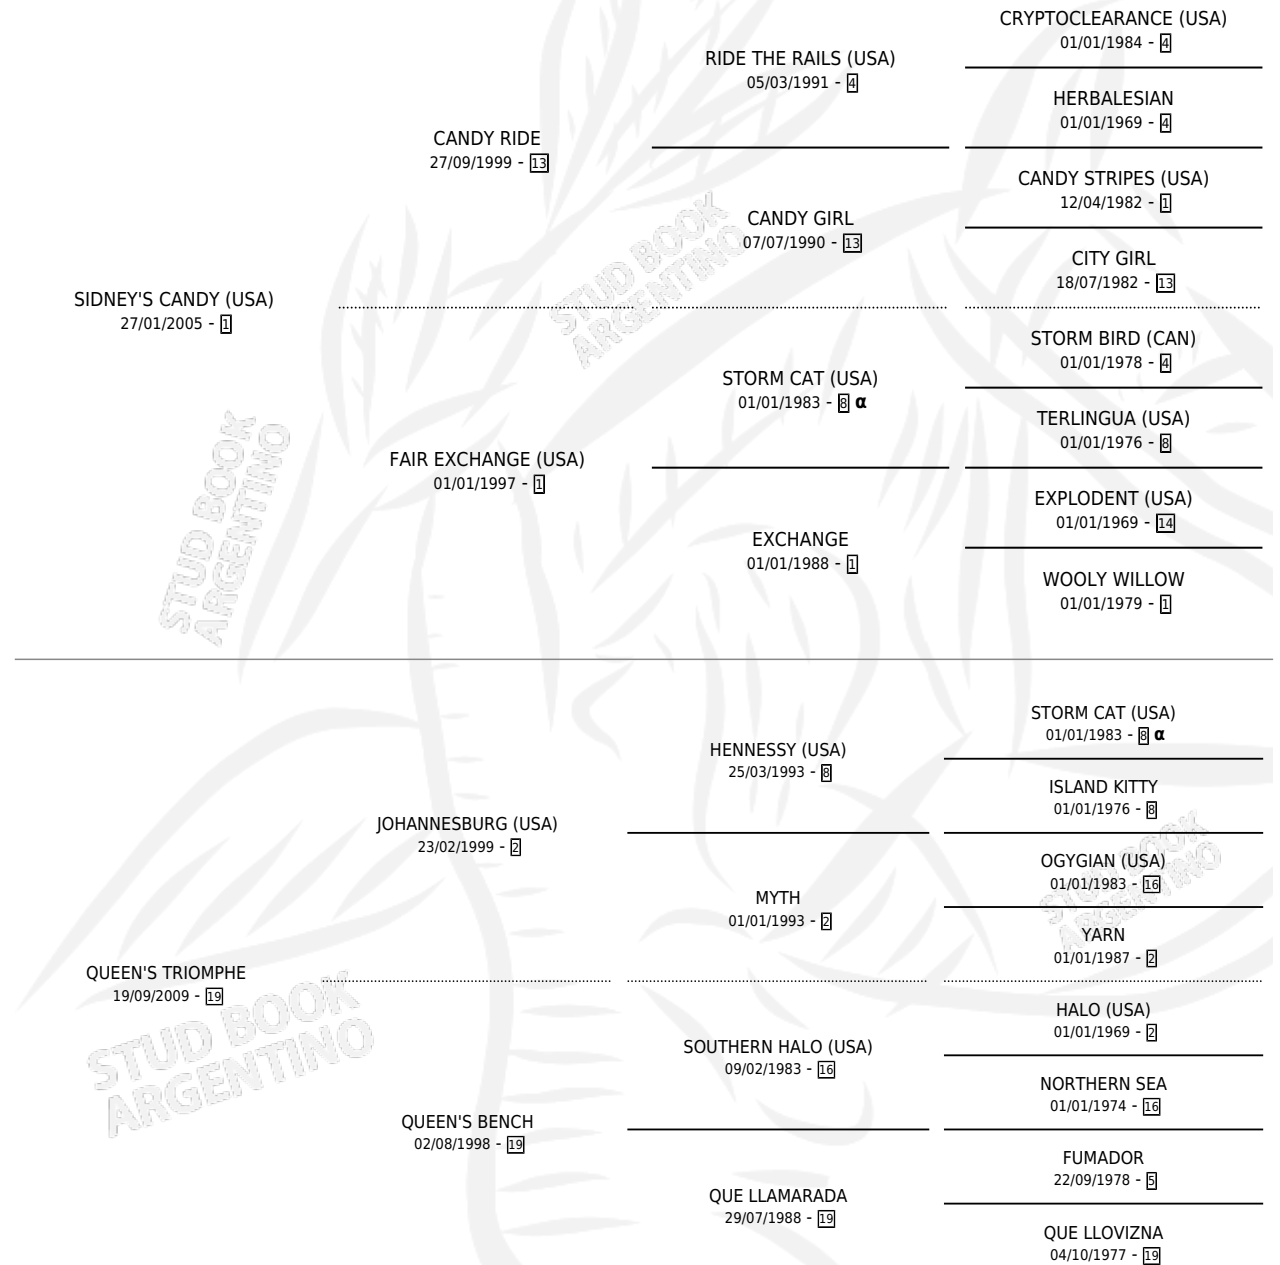 CRYPTOCLEARANCE (USA)
01/01/1984 - 4
RIDE THE RAILS (USA)
05/03/1991 - 4
HERBALESIAN
01/01/1969 - 4
CANDY RIDE
27/09/1999 - 13
CANDY STRIPES (USA)
12/04/1982 - 1
CANDY GIRL
07/07/1990 - 13
CITY GIRL
18/07/1982 - 13
SIDNEY'S CANDY (USA)
27/01/2005 - 1
STUD BOOK
ARGENTINO
STORM BIRD (CAN)
01/01/1978 - 4
STORM CAT (USA)
01/01/1983 - 8 α
TERLINGUA (USA)
01/01/1976 - 8
FAIR EXCHANGE (USA)
01/01/1997 - 1
EXPLODENT (USA)
01/01/1969 - 14
EXCHANGE
01/01/1988 - 1
WOOLY WILLOW
01/01/1979 - 1
STUD BOOK
ARGENTINO
STORM CAT (USA)
01/01/1983 - 8 α
HENNESSY (USA)
25/03/1993 - 8
ISLAND KITTY
01/01/1976 - 8
JOHANNESBURG (USA)
23/02/1999 - 2
OGYGIAN (USA)
01/01/1983 - 16
MYTH
01/01/1993 - 2
YARN
01/01/1987 - 2
STUD BOOK
ARGENTINO
QUEEN'S TRIOMPHE
19/09/2009 - 19
STUD BOOK
ARGENTINO
HALO (USA)
01/01/1969 - 2
SOUTHERN HALO (USA)
09/02/1983 - 16
NORTHERN SEA
01/01/1974 - 16
QUEEN'S BENCH
02/08/1998 - 19
FUMADOR
22/09/1978 - 5
QUE LLAMARADA
29/07/1988 - 19
QUE LLOVIZNA
04/10/1977 - 19